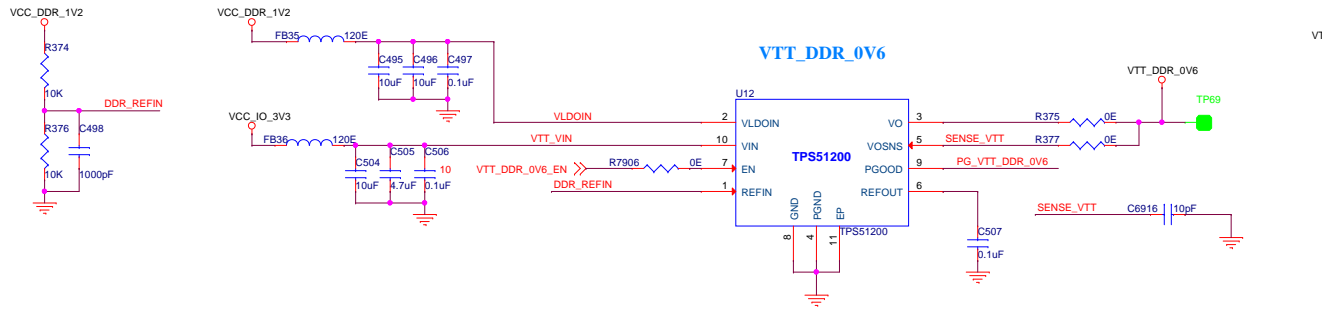 VCC_DDR_1V2
R374
10K
DDR_REFIN
R376
C498
10K
1000pF
VCC_DDR_1V2
FB35
120E
C495
C496
C497
10uF
10uF
0.1uF
VCC_IO_3V3
FB36
120E
C504
C505
C506
10
10uF
4.7uF
0.1uF
VLDOIN
VTT_VIN
VTT_DDR_0V6_EN
R7906
0E
DDR_REFIN
VTT_DDR_0V6
U12
2
VLDOIN
VO
3
10
VIN
VOSNS
5
TPS51200
7
EN
PGOOD
9
1
REFIN
REFOUT
6
GND
PGND
EP
8
4
11
TPS51200
R375
0E
SENSE_VTT
R377
0E
PG_VTT_DDR_0V6
VTT_DDR_0V6
TP69
SENSE_VTT
C6916
10pF
C507
0.1uF